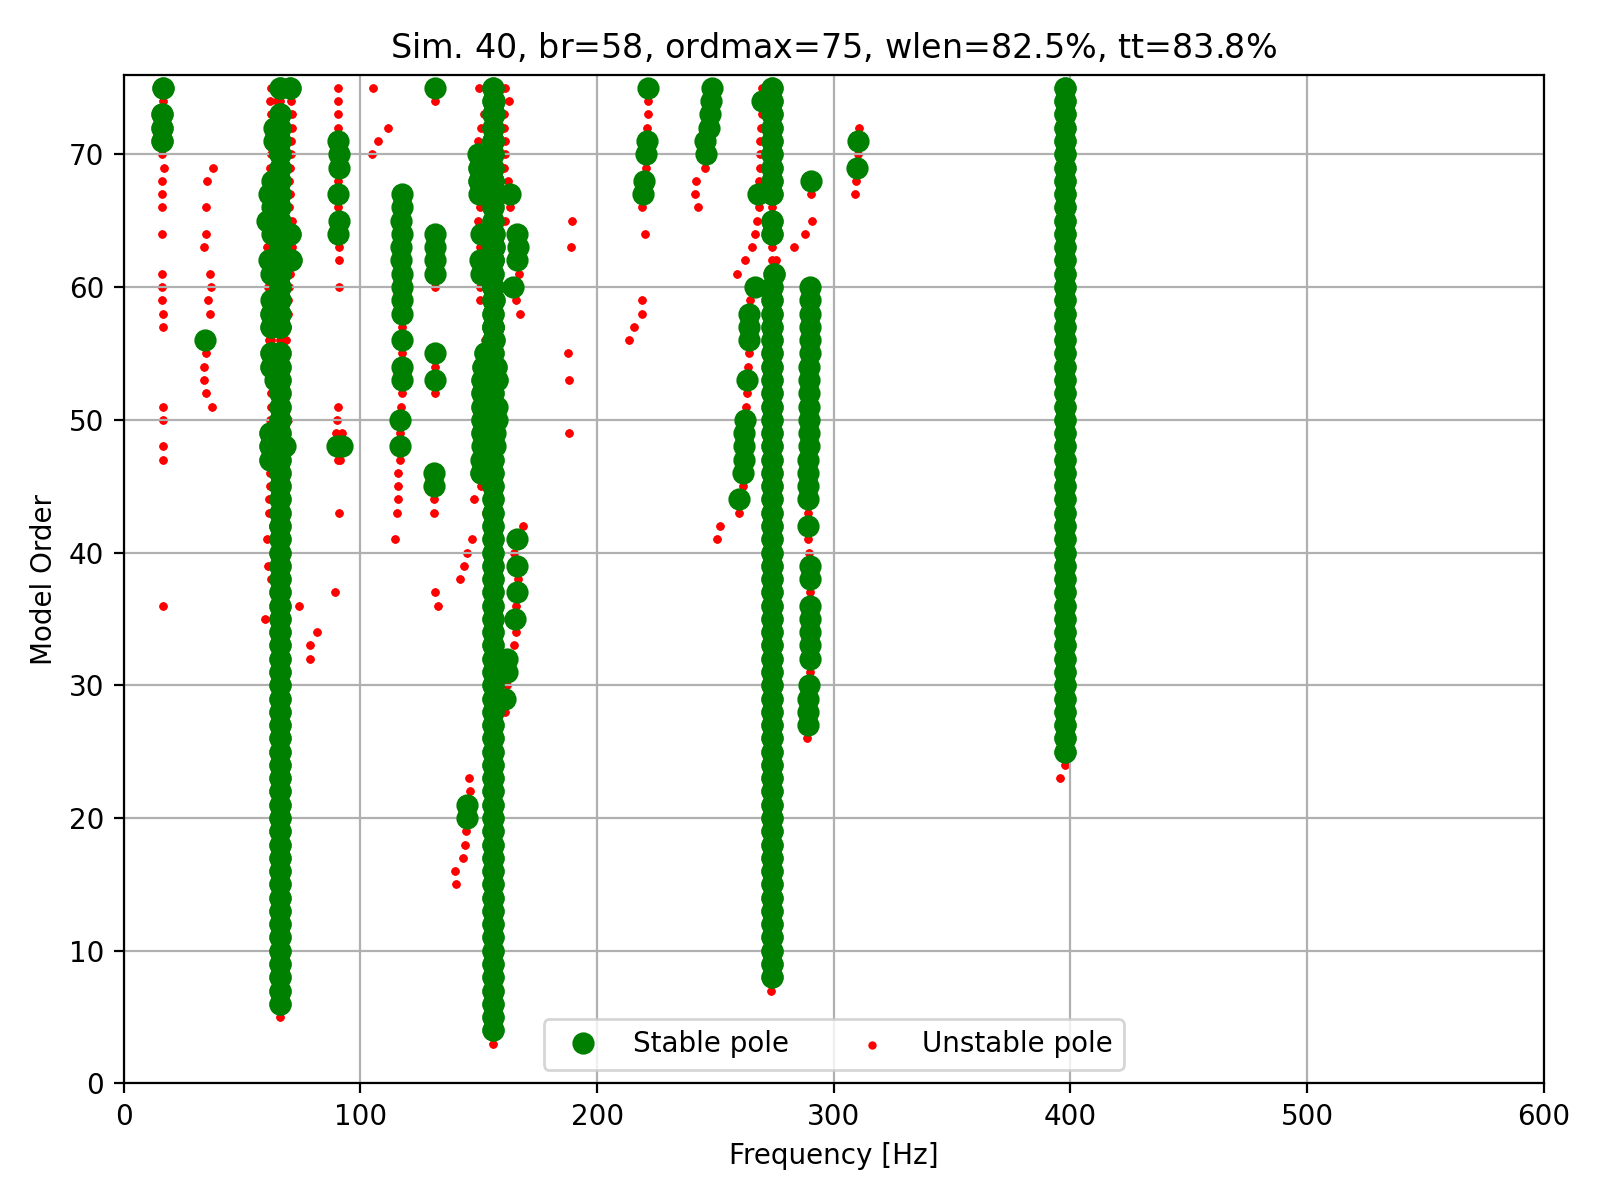 Sim. 40, br=58, ordmax=75, wlen=82.5%, tt=83.8%
Model Order
70
60
50
40
30
20
10
0
Stable pole
Unstable pole
0 100 200 300 400 500 600
Frequency [Hz]